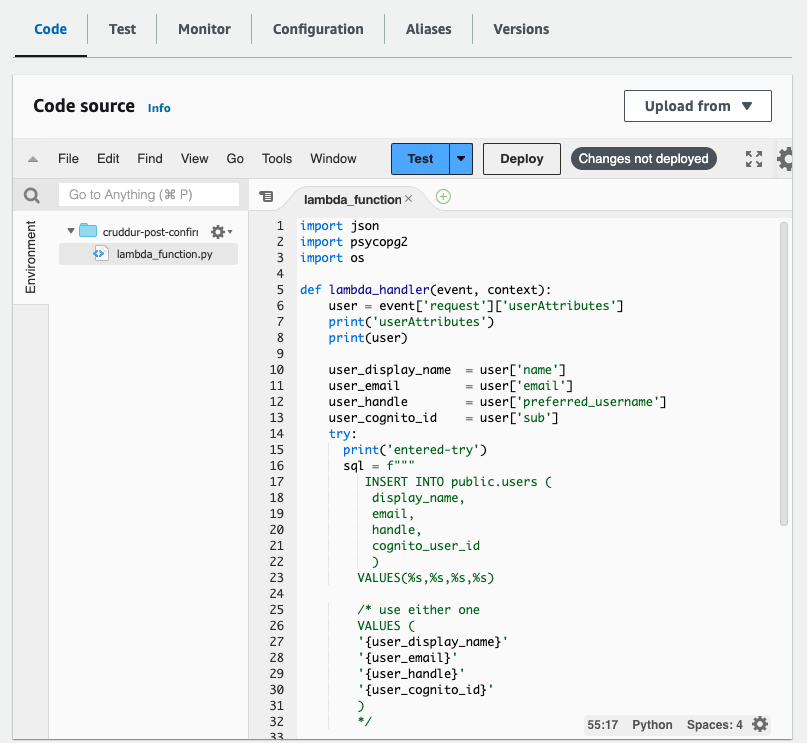 Code Test Monitor Configuration Aliases Versions
Code source Info Upload from
File Edit Find View Go Tools Window Test Deploy Changes not deployed
Go to Anything (⌘ P) lambda_function
Environment
cruddur-post-confir
lambda_function.py
1 import json
2 import psycopg2
3 import os
4
5 def lambda_handler(event, context):
6 user = event['request']['userAttributes']
7 print('userAttributes')
8 print(user)
9
10 user_display_name = user['name']
11 user_email = user['email']
12 user_handle = user['preferred_username']
13 user_cognito_id = user['sub']
14 try:
15 print('entered-try')
16 sql = f"""
17 INSERT INTO public.users (
18 display_name,
19 email,
20 handle,
21 cognito_user_id
22 )
23 VALUES(%s,%s,%s,%s)
24
25 /* use either one
26 VALUES (
27 '{user_display_name}'
28 '{user_email}'
29 '{user_handle}'
30 '{user_cognito_id}'
31 )
32 */
33
55:17 Python Spaces: 4